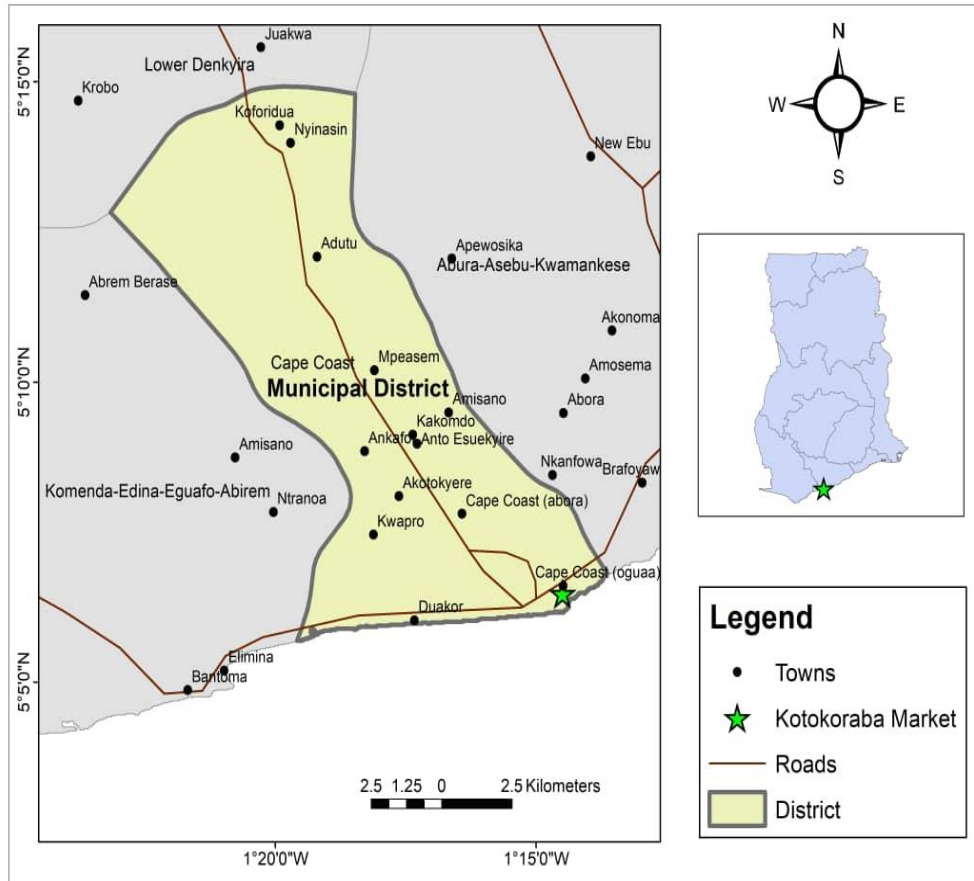 Juakwa
Lower Denkyira
5°15'0"N
Krobo
Koforidua
Nyinasin
New Ebu
Adutu
Apewosika
Abura-Asebu-Kwamankese
Abrem Berase
Akonoma
Cape Coast
Mpeasem
Amosema
5°10'0"N
Municipal District
Amisano
Abora
Kakomdo
Ankafo
Anto Esuekyire
Amisano
Nkanfowa
Brafoyaw
Komenda-Edina-Eguafo-Abirem
Akotokyere
Ntranoa
Cape Coast (abora)
Kwapro
Cape Coast (oguaa)
Duakor
Elimina
Bantoma
5°5'0"N
2.5 1.25 0 2.5 Kilometers
1°20'0"W
1°15'0"W
N
W
E
S
Legend
Towns
Kotokoraba Market
Roads
District